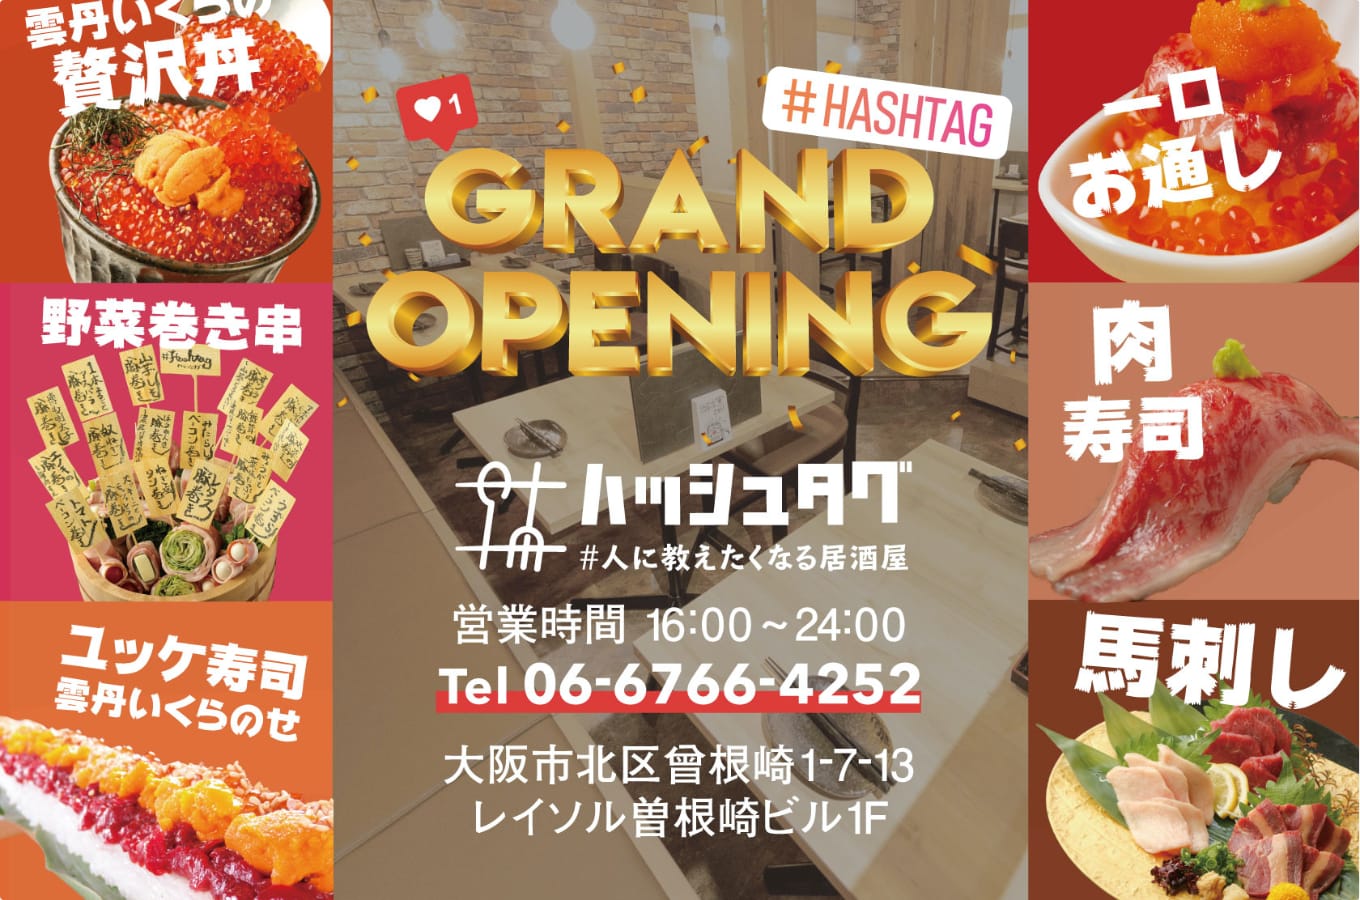 雲丹いくらの
贅沢丼
野菜巻き串
#Hashtag
ユッケ寿司
雲丹いくらのせ
1
#HASHTAG
GRAND
OPENING
ハッシュタグ
#人に教えたくなる居酒屋
営業時間 16:00～24:00
Tel 06-6766-4252
大阪市北区曾根崎1-7-13
レイソル曽根崎ビル1F
一口
お通し
肉
寿司
馬刺し